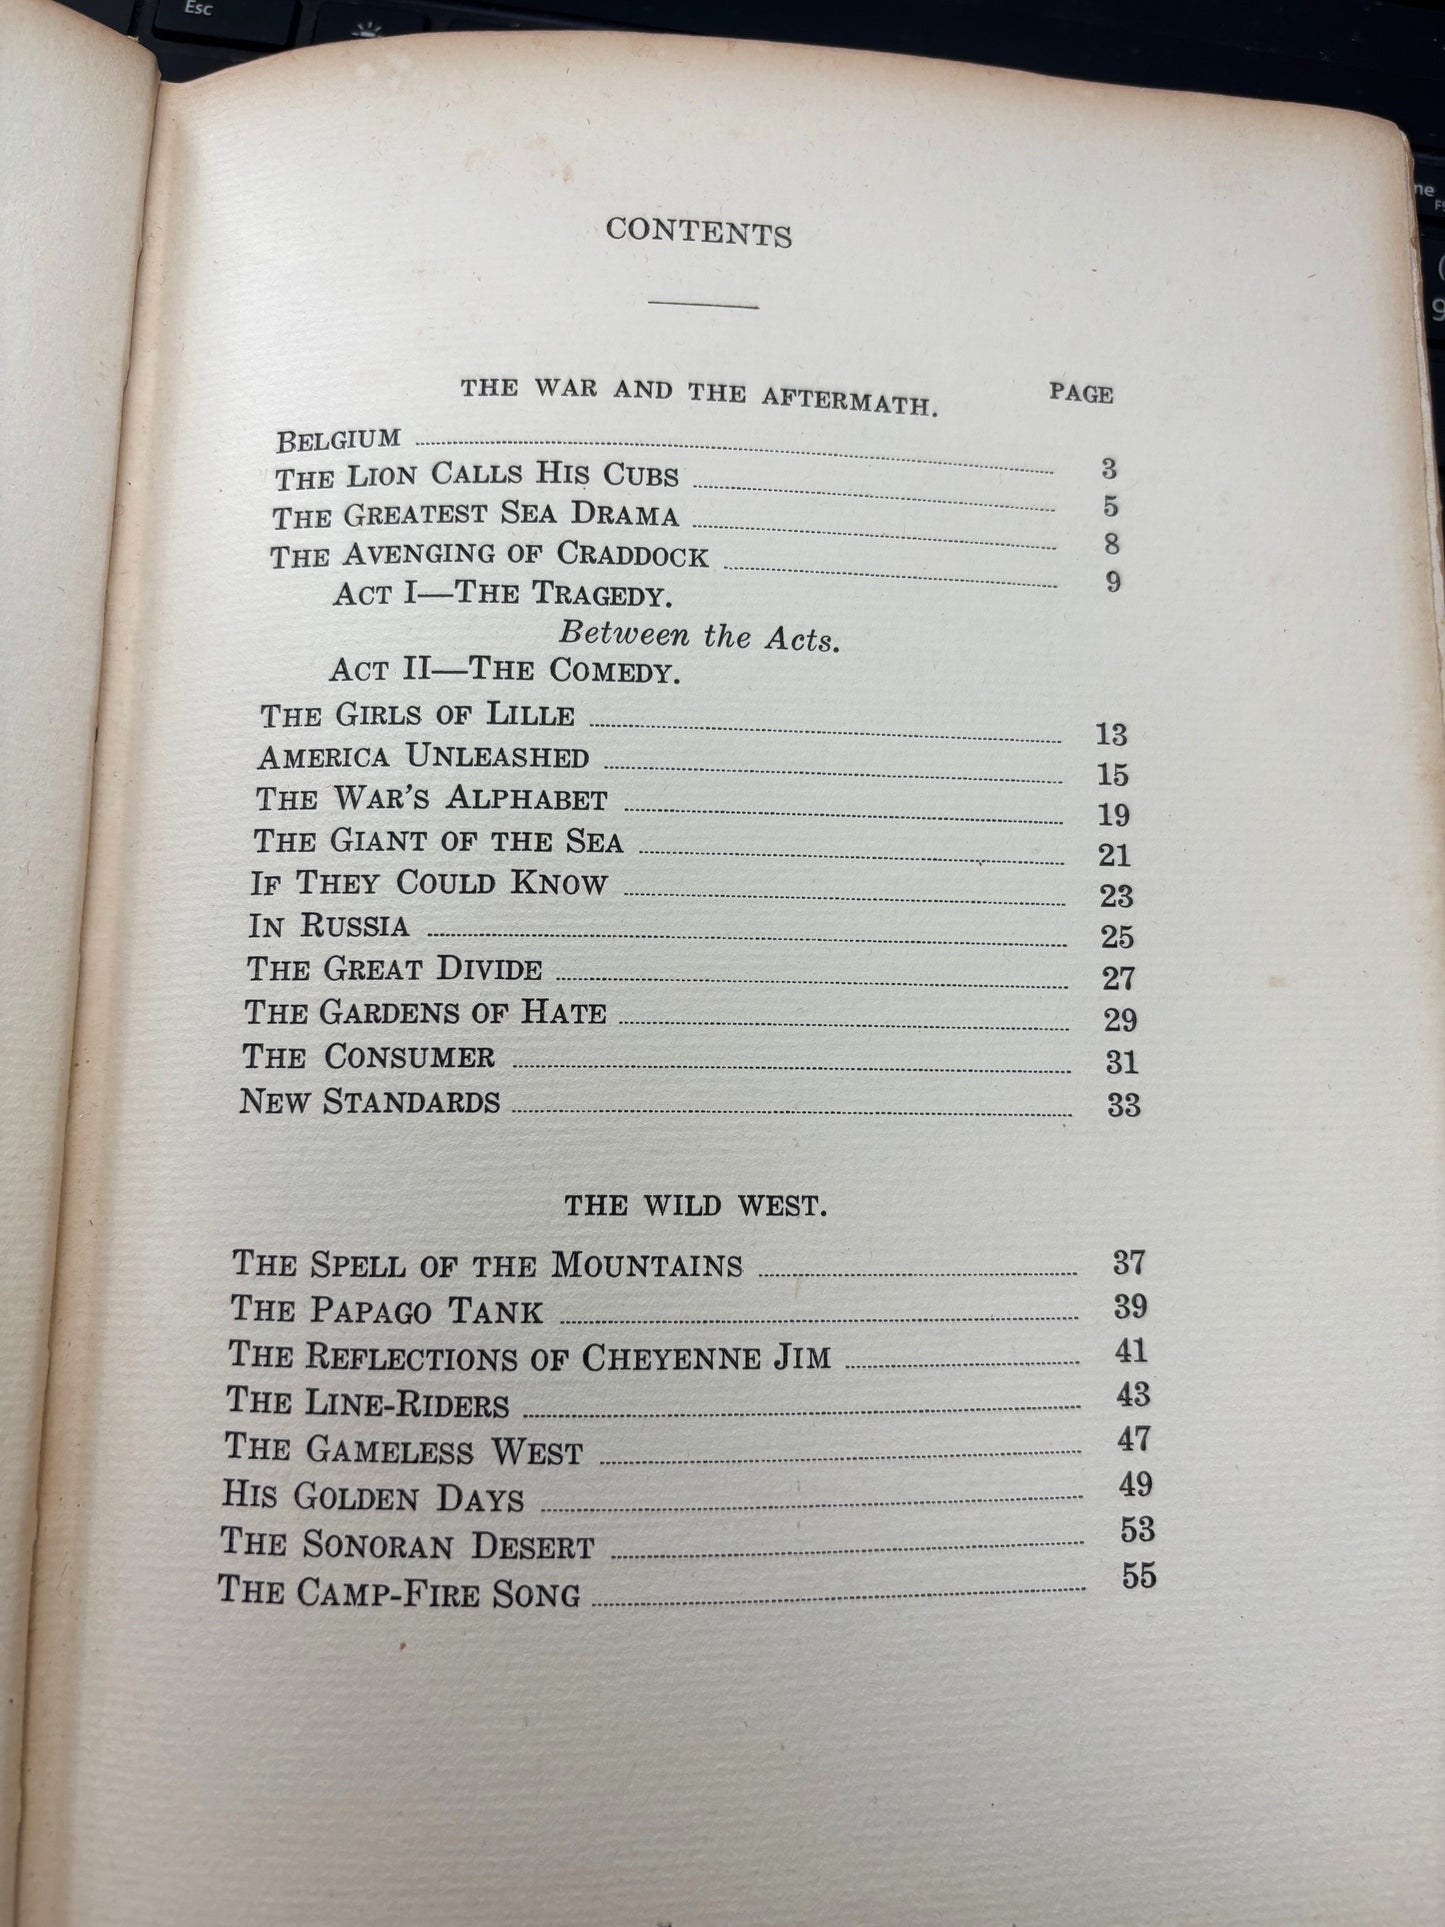 Esc
CONTENTS
THE WAR AND THE AFTERMATH. PAGE
BELGIUM 3
THE LION CALLS HIS CUBS 5
THE GREATEST SEA DRAMA 8
THE AVENGING OF CRADDOCK 9
ACT I—THE TRAGEDY.
Between the Acts.
ACT II—THE COMEDY.
THE GIRLS OF LILLE 13
AMERICA UNLEASHED 15
THE WAR'S ALPHABET 19
THE GIANT OF THE SEA 21
IF THEY COULD KNOW 23
IN RUSSIA 25
THE GREAT DIVIDE 27
THE GARDENS OF HATE 29
THE CONSUMER 31
NEW STANDARDS 33
THE WILD WEST.
THE SPELL OF THE MOUNTAINS 37
THE PAPAGO TANK 39
THE REFLECTIONS OF CHEYENNE JIM 41
THE LINE-RIDERS 43
THE GAMELESS WEST 47
HIS GOLDEN DAYS 49
THE SONORAN DESERT 53
THE CAMP-FIRE SONG 55